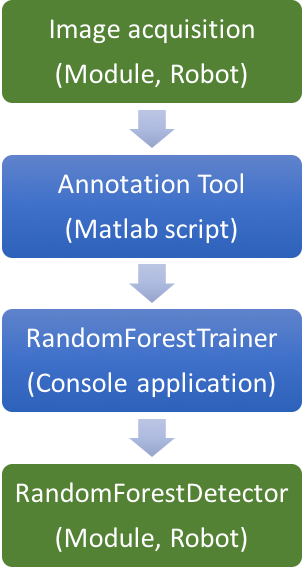 Image acquisition
(Module, Robot)
Annotation Tool
(Matlab script)
RandomForestTrainer
(Console application)
RandomForestDetector
(Module, Robot)